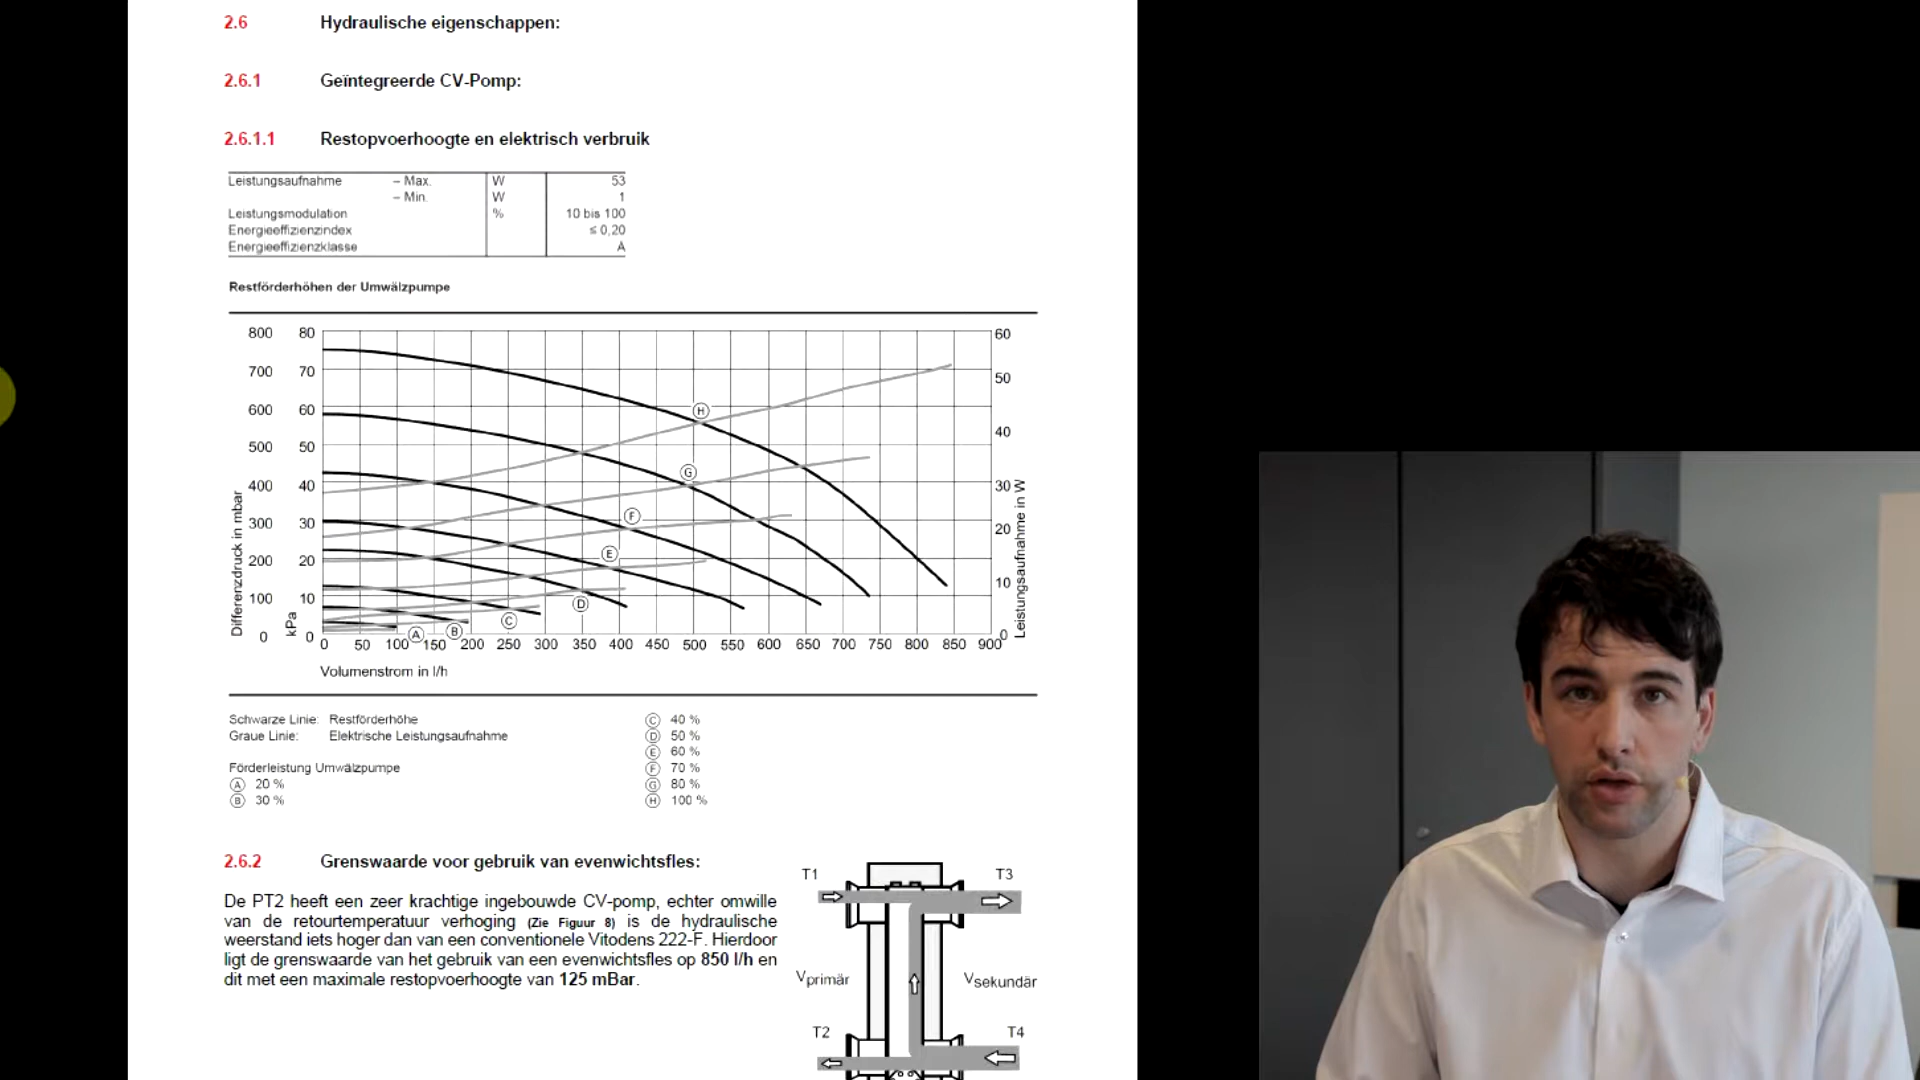 2.6 Hydraulische eigenschappen:
2.6.1 Geïntegreerde CV-Pomp:
2.6.1.1 Restopvoerhoogte en elektrisch verbruik
Leistungsaufnahme – Max. W 53
– Min. W 1
Leistungsmodulation % 10 bis 100
Energieeffizienzindex ≤ 0,20
Energieeffizienzklasse A
Restförderhöhen der Umwälzpumpe
800 80 60
700 70 50
600 60 H
500 50 40
G
400 40 30
300 30 F 20
200 20 E
100 10 D 10
C
0 0 A B 0
Differenzdruck in mbar
kPa
Leistungsaufnahme in W
0 50 100 150 200 250 300 350 400 450 500 550 600 650 700 750 800 850 900
Volumenstrom in l/h
Schwarze Linie: Restförderhöhe
Graue Linie: Elektrische Leistungsaufnahme
Förderleistung Umwälzpumpe
A 20 %
B 30 %
C 40 %
D 50 %
E 60 %
F 70 %
G 80 %
H 100 %
2.6.2 Grenswaarde voor gebruik van evenwichtsfles:
De PT2 heeft een zeer krachtige ingebouwde CV-pomp, echter omwille
van de retourtemperatuur verhoging (Zie Figuur 8) is de hydraulische
weerstand iets hoger dan van een conventionele Vitodens 222-F. Hierdoor
ligt de grenswaarde van het gebruik van een evenwichtsfles op 850 l/h en
dit met een maximale restopvoerhoogte van 125 mBar.
T1 T3
Vprimär Vsekundär
T2 T4